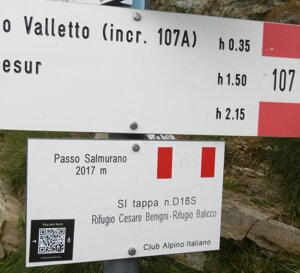 o Valletto (incr. 107A) h 0.35
esur h 1.50 107
h 2.15
Passo Salmurano
2017 m
SI tappa n.D18S
Rifugio Cesare Benigni-Rifugio Balicco
Club Alpino Italiano